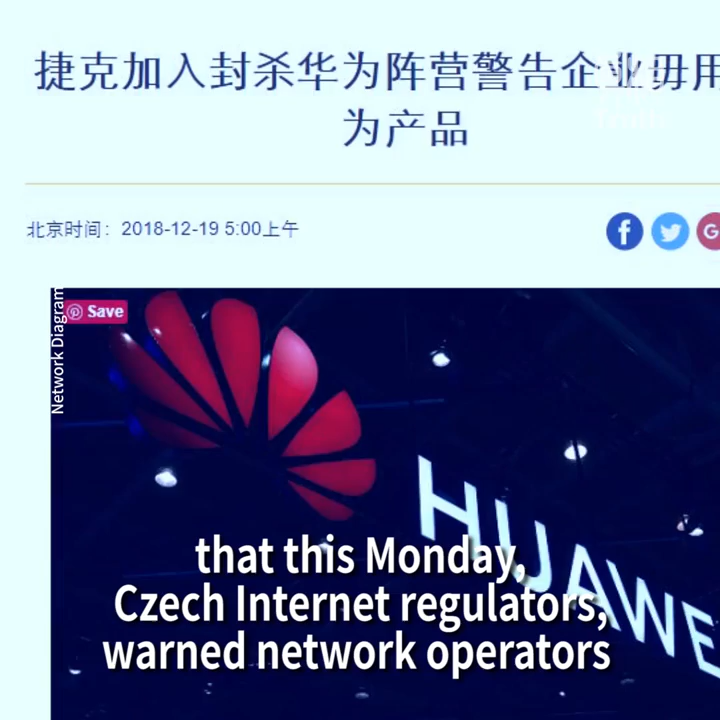 捷克加入封杀华为阵营警告企业毋用
为产品
北京时间：2018-12-19 5:00上午
f
G
Save
Network Diagram
HUAWE
that this Monday,
Czech Internet regulators,
warned network operators